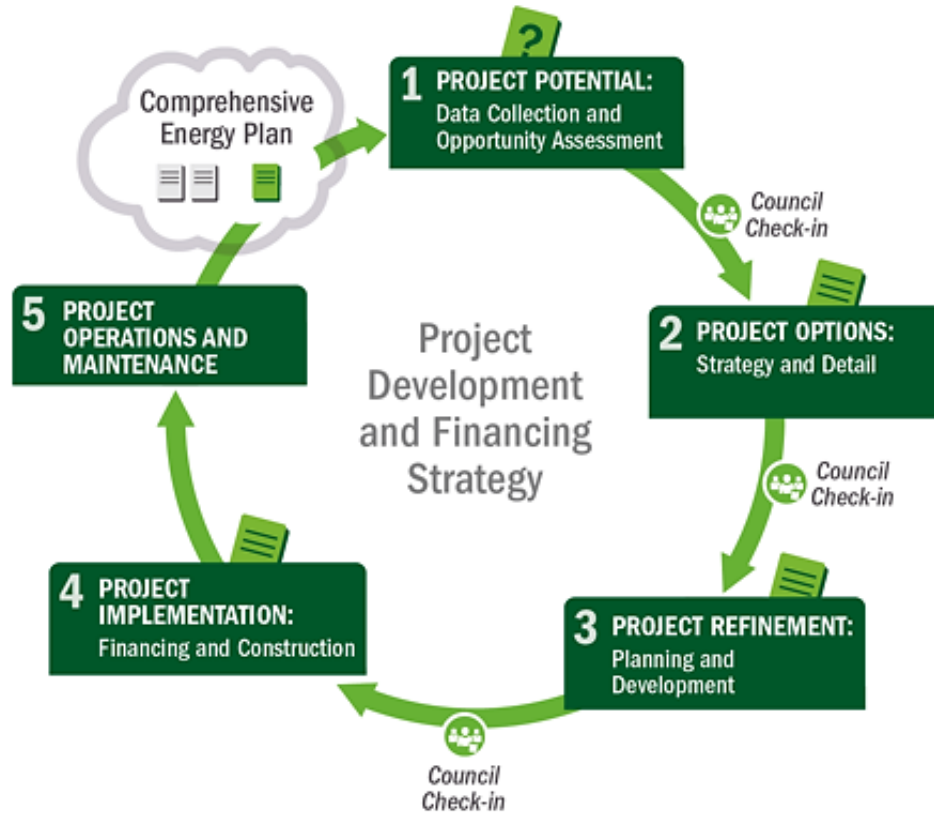 Comprehensive
Energy Plan
?
1 PROJECT POTENTIAL:
Data Collection and
Opportunity Assessment
Council
Check-in
2 PROJECT OPTIONS:
Strategy and Detail
Council
Check-in
3 PROJECT REFINEMENT:
Planning and
Development
Council
Check-in
4 PROJECT
IMPLEMENTATION:
Financing and Construction
5 PROJECT
OPERATIONS AND
MAINTENANCE
Project
Development
and Financing
Strategy